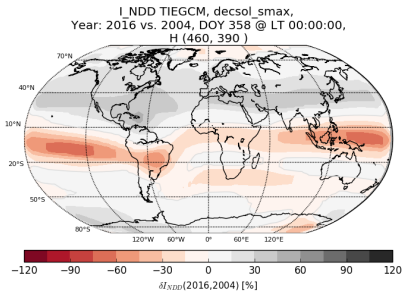 I_NDD TIEGCM, decsol_smax,
Year: 2016 vs. 2004, DOY 358 @ LT 00:00:00,
H (460, 390 )
70°N
40°N
10°N
20°S
50°S
80°S
120°W 60°W 0° 60°E 120°E
−120 −90 −60 −30 0 30 60 90 120
δI_NDD(2016,2004) [%]